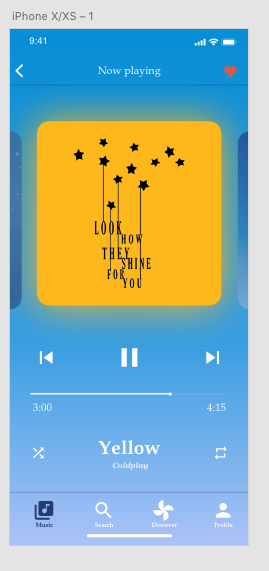 iPhone X/XS – 1
9:41
Now playing
LOOK
HOW
THEY
SHINE
FOR
YOU
3:00
4:15
Yellow
Coldplay
Music
Search
Discover
Profile